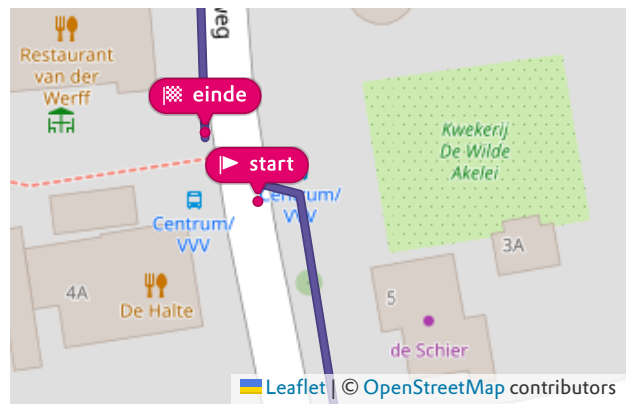 weg
Restaurant
van der
Werff
einde
start
Kwekerij
De Wilde
Akelei
Centrum/
VVV
Centrum/
VVV
3A
4A
De Halte
5
de Schier
Leaflet | © OpenStreetMap contributors